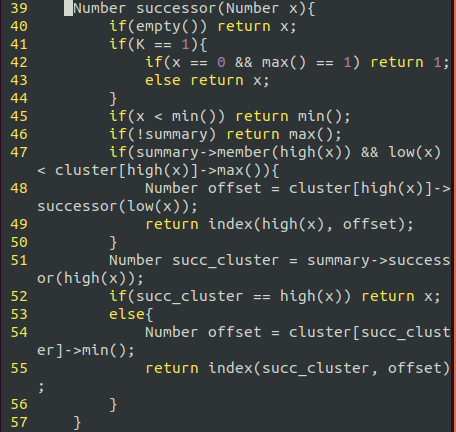 39 Number successor(Number x){
40 if(empty()) return x;
41 if(K == 1){
42 if(x == 0 && max() == 1) return 1;
43 else return x;
44 }
45 if(x < min()) return min();
46 if(!summary) return max();
47 if(summary->member(high(x)) && low(x)
< cluster[high(x)]->max()){
48 Number offset = cluster[high(x)]->
successor(low(x));
49 return index(high(x), offset);
50 }
51 Number succ_cluster = summary->success
or(high(x));
52 if(succ_cluster == high(x)) return x;
53 else{
54 Number offset = cluster[succ_clust
er]->min();
55 return index(succ_cluster, offset)
;
56 }
57 }